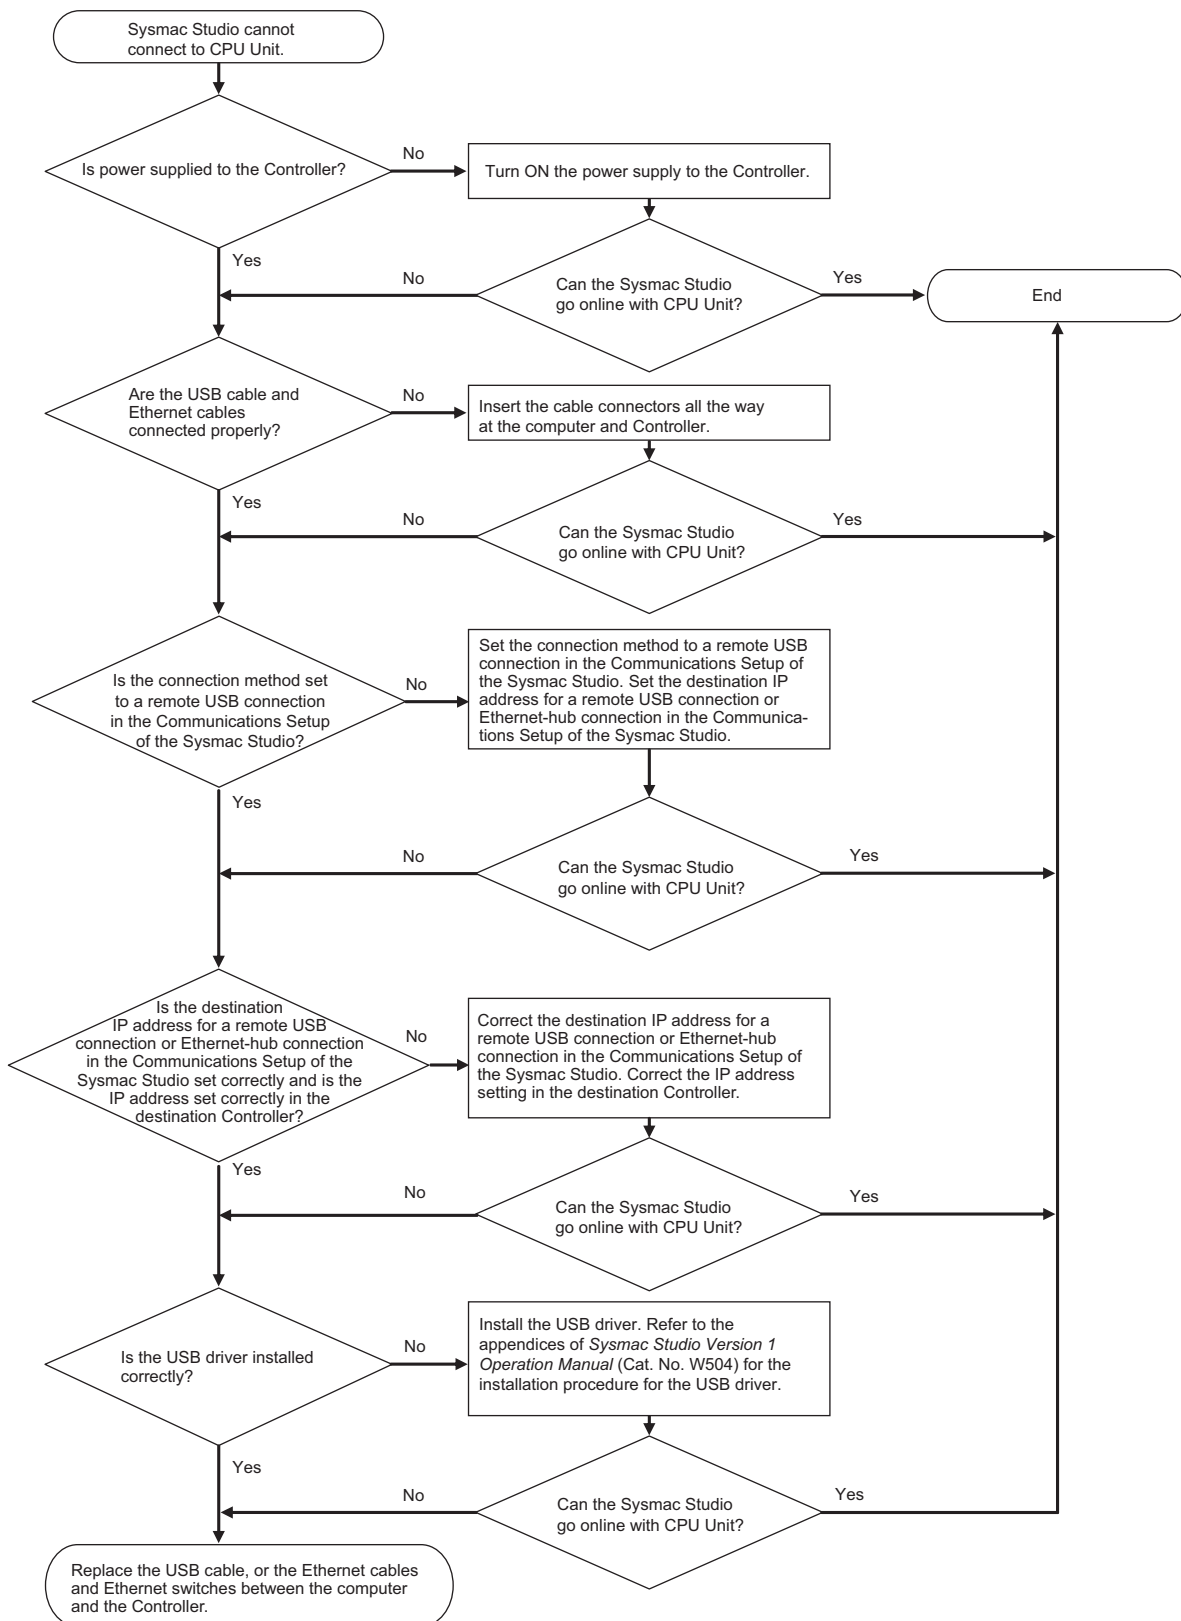 Sysmac Studio cannot
connect to CPU Unit.
Is power supplied to the Controller?
No
Turn ON the power supply to the Controller.
Yes
No
Can the Sysmac Studio
go online with CPU Unit?
Yes
End
Are the USB cable and
Ethernet cables
connected properly?
No
Insert the cable connectors all the way
at the computer and Controller.
Yes
No
Can the Sysmac Studio
go online with CPU Unit?
Yes
Is the connection method set
to a remote USB connection
in the Communications Setup
of the Sysmac Studio?
No
Set the connection method to a remote USB
connection in the Communications Setup of
the Sysmac Studio. Set the destination IP
address for a remote USB connection or
Ethernet-hub connection in the Communica-
tions Setup of the Sysmac Studio.
Yes
No
Can the Sysmac Studio
go online with CPU Unit?
Yes
Is the destination
IP address for a remote USB
connection or Ethernet-hub connection
in the Communications Setup of the
Sysmac Studio set correctly and is the
IP address set correctly in the
destination Controller?
No
Correct the destination IP address for a
remote USB connection or Ethernet-hub
connection in the Communications Setup of
the Sysmac Studio. Correct the IP address
setting in the destination Controller.
Yes
No
Can the Sysmac Studio
go online with CPU Unit?
Yes
Is the USB driver installed
correctly?
No
Install the USB driver. Refer to the
appendices of Sysmac Studio Version 1
Operation Manual (Cat. No. W504) for the
installation procedure for the USB driver.
Yes
No
Can the Sysmac Studio
go online with CPU Unit?
Yes
Replace the USB cable, or the Ethernet cables
and Ethernet switches between the computer
and the Controller.